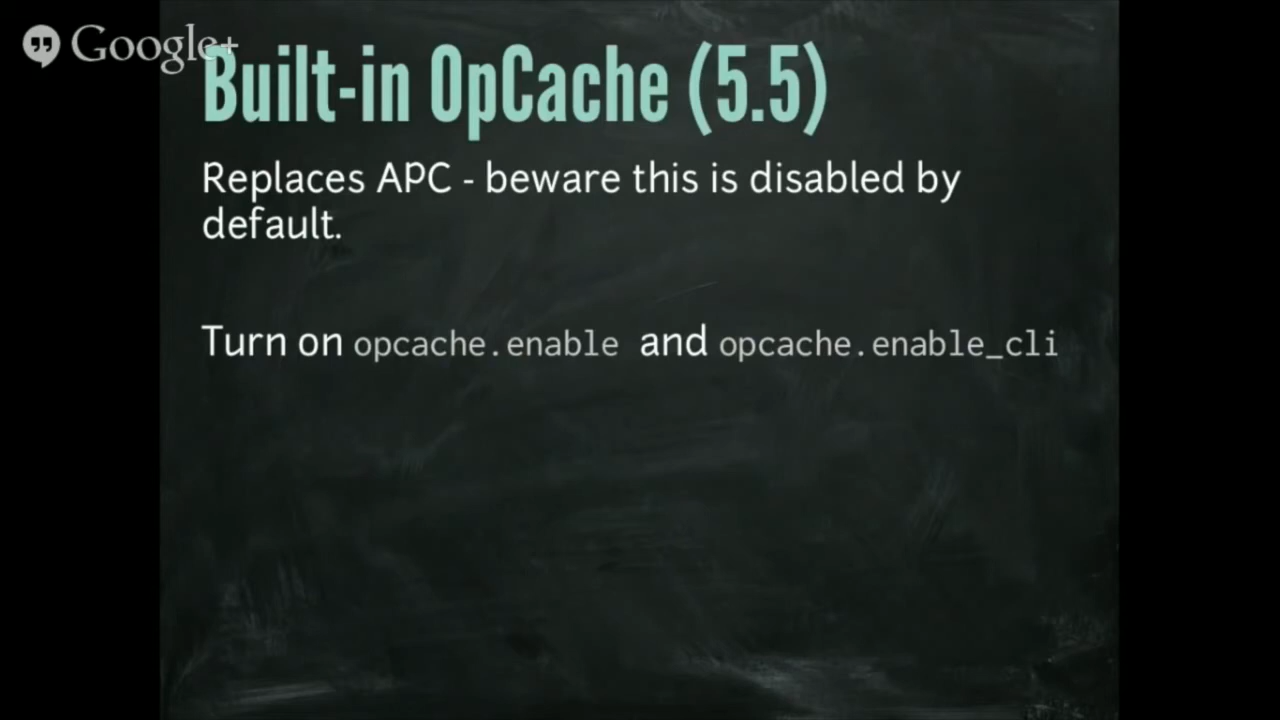 Google+
Built-in OpCache (5.5)
Replaces APC - beware this is disabled by
default.
Turn on opcache.enable and opcache.enable_cli